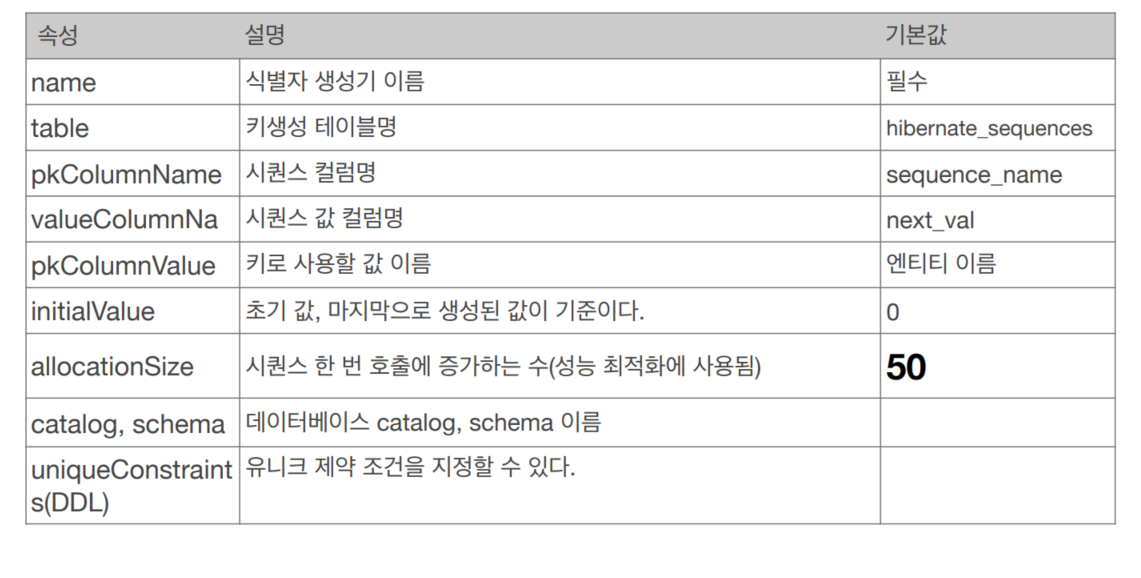 속성 설명 기본값
name 식별자 생성기 이름 필수
table 키생성 테이블명 hibernate_sequences
pkColumnName 시퀀스 컬럼명 sequence_name
valueColumnNa 시퀀스 값 컬럼명 next_val
pkColumnValue 키로 사용할 값 이름 엔티티 이름
initialValue 초기 값, 마지막으로 생성된 값이 기준이다. 0
allocationSize 시퀀스 한 번 호출에 증가하는 수(성능 최적화에 사용됨) 50
catalog, schema 데이터베이스 catalog, schema 이름
uniqueConstraint 유니크 제약 조건을 지정할 수 있다.
s(DDL)